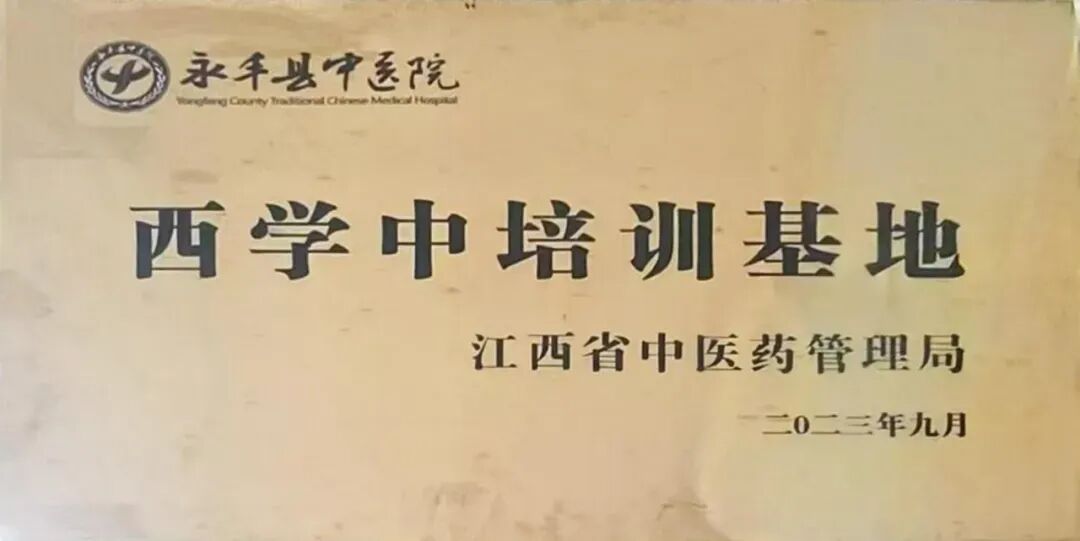 永丰县中医院
Yongfeng County Traditional Chinese Medical Hospital
西学中培训基地
江西省中医药管理局
二0二三年九月